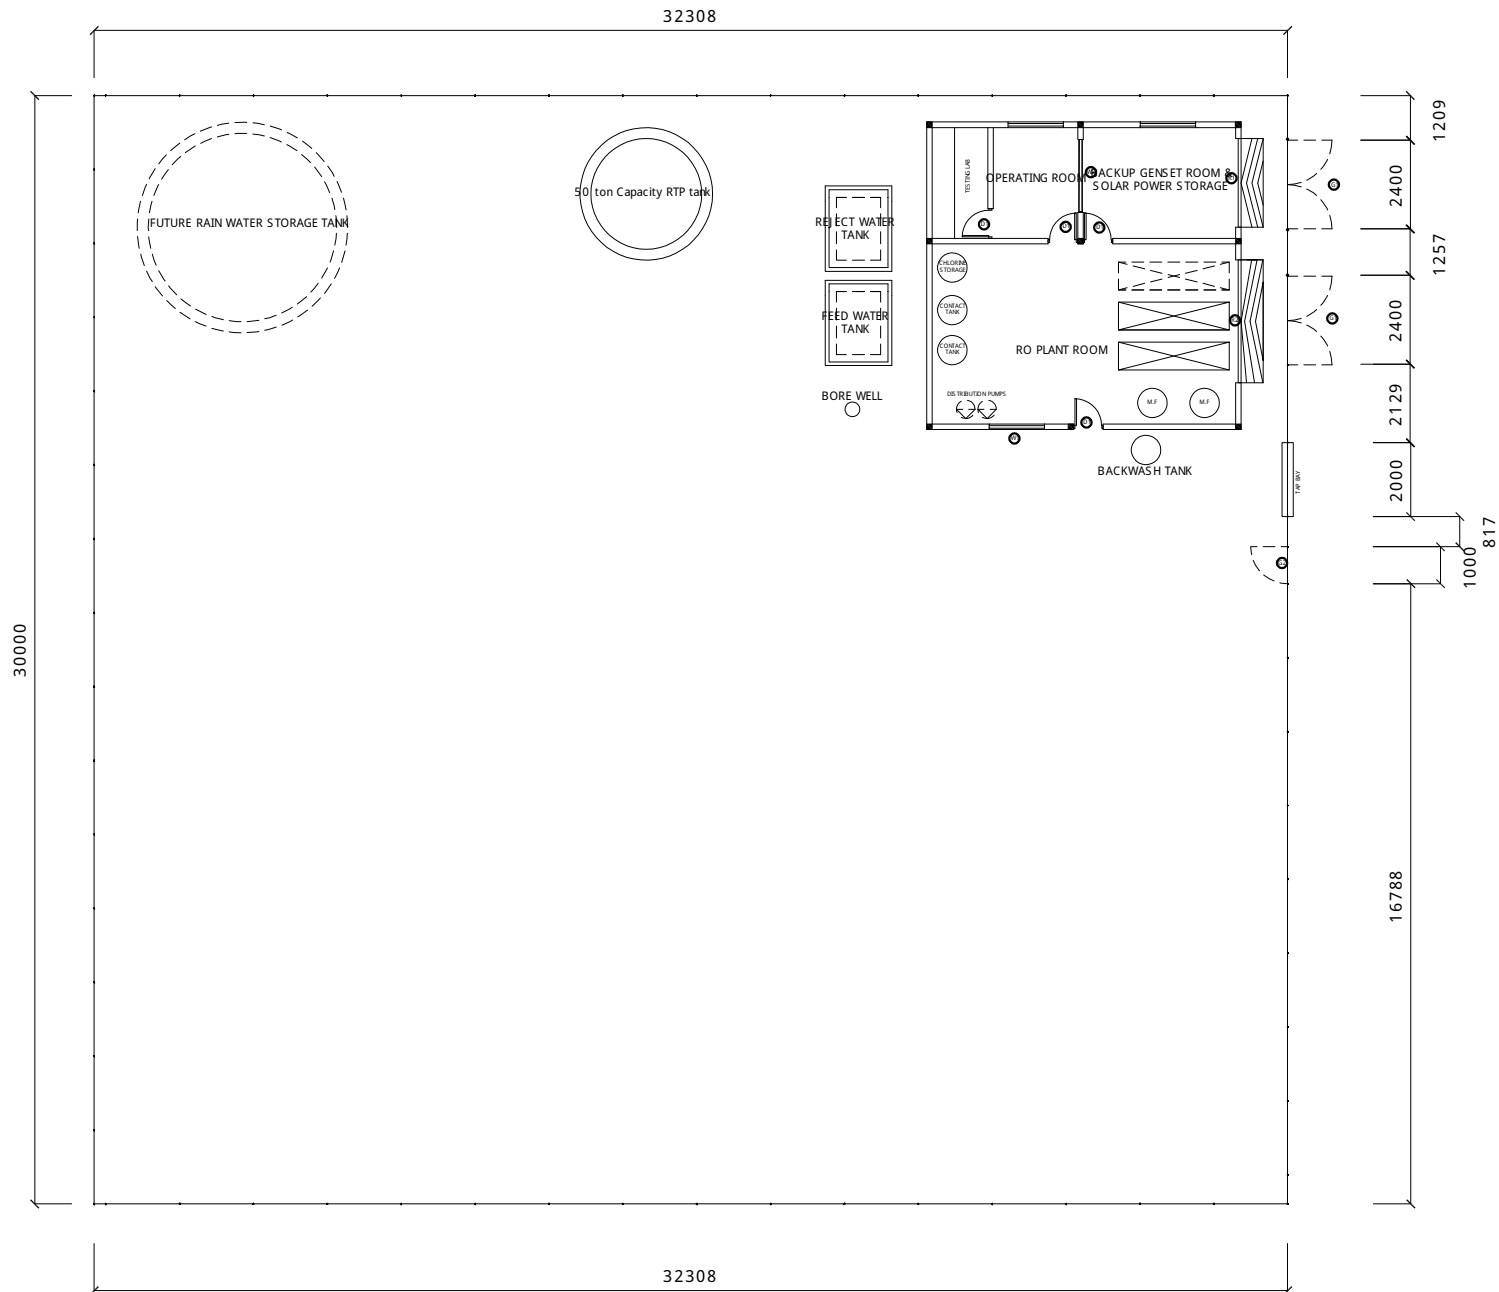 32308
1209
2400
1257
2400
2129
2000
817
1000
16788
30000
FUTURE RAIN WATER STORAGE TANK
50 ton Capacity RTP tank
REJECT WATER
TANK
FEED WATER
TANK
BORE WELL
TESTING LAB
OPERATING ROOM
BACKUP GENSET ROOM &
SOLAR POWER STORAGE
CHLORINE
STORAGE
CONTACT
TANK
CONTACT
TANK
RO PLANT ROOM
DISTRIBUTION PUMPS
M.F
M.F
BACKWASH TANK
TAP BAY
32308